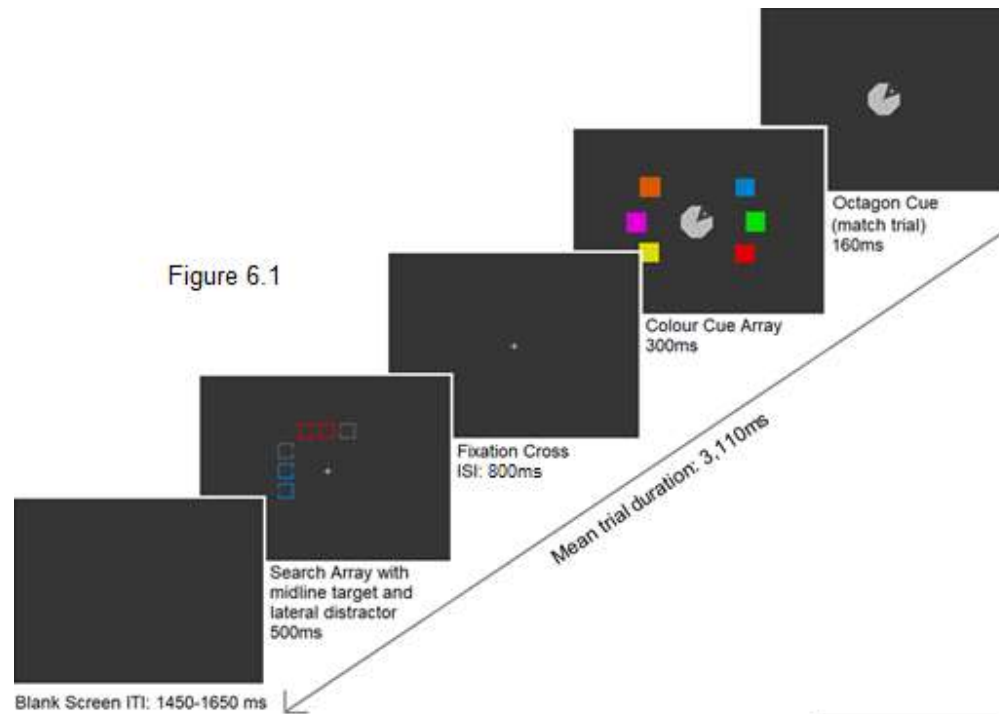 Octagon Cue
(match trial)
160ms
Figure 6.1
Colour Cue Array
300ms
Mean trial duration: 3,110ms
Fixation Cross
ISI: 800ms
Search Array with
midline target and
lateral distractor
500ms
Blank Screen ITI: 1450-1650 ms